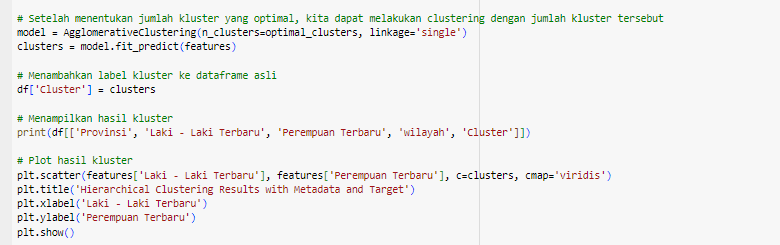 # Setelah menentukan jumlah kluster yang optimal, kita dapat melakukan clustering dengan jumlah kluster tersebut
model = AgglomerativeClustering(n_clusters=optimal_clusters, linkage='single')
clusters = model.fit_predict(features)
# Menambahkan label kluster ke dataframe asli
df['Cluster'] = clusters
# Menampilkan hasil kluster
print(df[['Provinsi', 'Laki - Laki Terbaru', 'Perempuan Terbaru', 'wilayah', 'Cluster']])
# Plot hasil kluster
plt.scatter(features['Laki - Laki Terbaru'], features['Perempuan Terbaru'], c=clusters, cmap='viridis')
plt.title('Hierarchical Clustering Results with Metadata and Target')
plt.xlabel('Laki - Laki Terbaru')
plt.ylabel('Perempuan Terbaru')
plt.show()